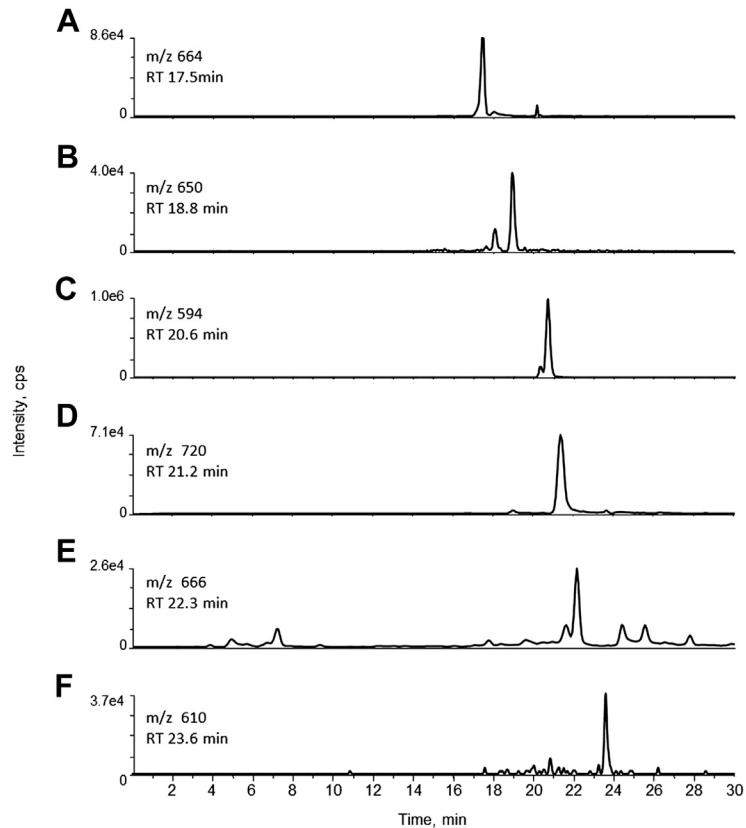 A
8.6e4
m/z 664
RT 17.5min
0
B
4.0e4
m/z 650
RT 18.8 min
0
C
1.0e6
m/z 594
RT 20.6 min
0
D
7.1e4
m/z 720
RT 21.2 min
0
E
2.6e4
m/z 666
RT 22.3 min
0
F
3.7e4
m/z 610
RT 23.6 min
0
2 4 6 8 10 12 14 16 18 20 22 24 26 28 30
Time, min
Intensity, cps